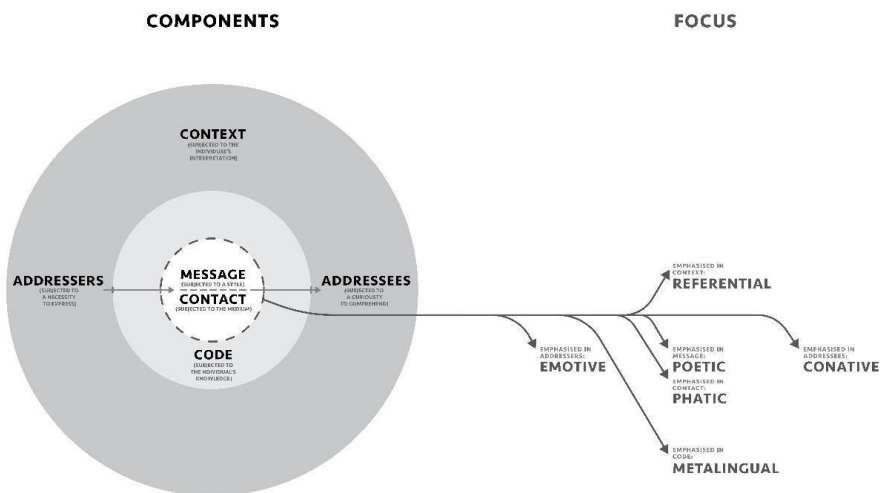 COMPONENTS
FOCUS
CONTEXT
(SUBJECTED TO THE
INDIVIDUAL'S
INTERPRETATION)
ADDRESSERS
(SUBJECTED TO
A NECESSITY
TO EXPRESS)
MESSAGE
(SUBJECTED TO A STYLE)
CONTACT
(SUBJECTED TO THE MEDIUM)
ADDRESSEES
(SUBJECTED TO
A CURIOUSTY
TO COMPREHEND)
CODE
(SUBJECTED TO
THE INDIVIDUAL'S
KNOWLEDGE)
EMPHASISED IN
CONTEXT:
REFERENTIAL
EMPHASISED IN
ADDRESSERS:
EMOTIVE
EMPHASISED IN
MESSAGE:
POETIC
EMPHASISED IN
CONTACT:
PHATIC
EMPHASISED IN
ADDRESSEES:
CONATIVE
EMPHASISED IN
CODE:
METALINGUAL